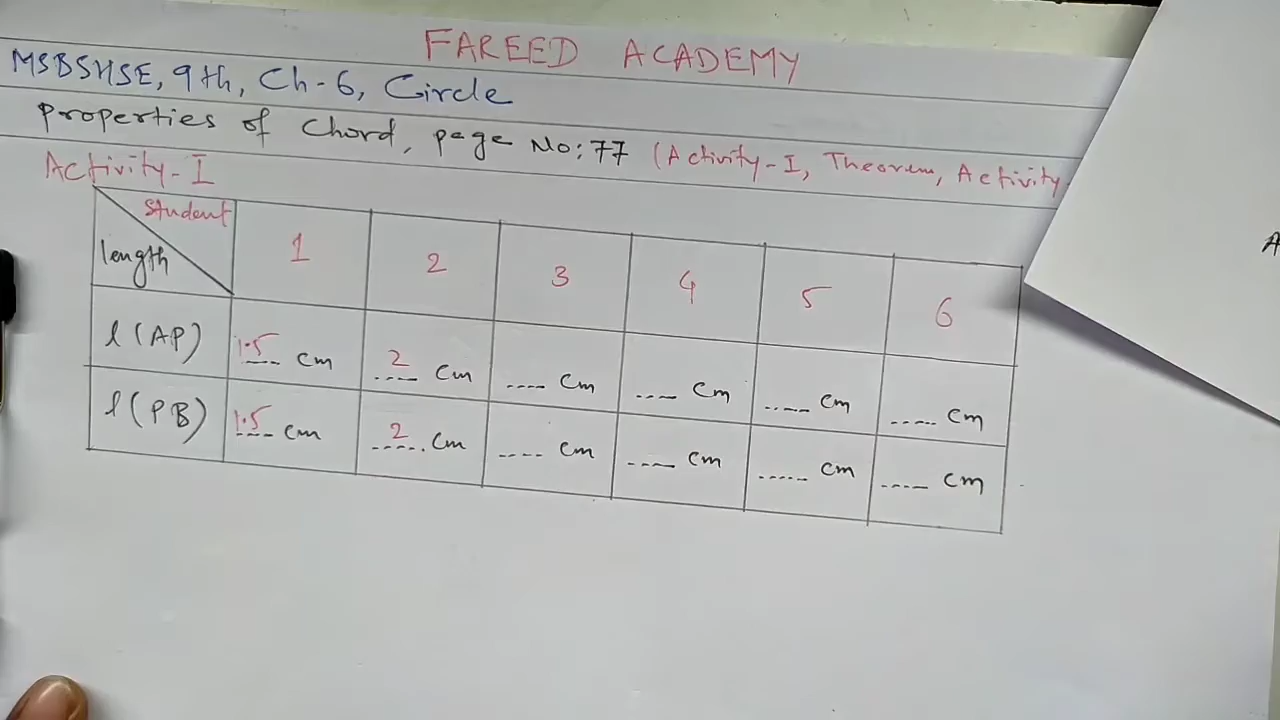 FAREED ACADEMY
MSBSHSE, 9th, Ch-6, Circle
Properties of Chord, page No: 77 (Activity-I, Theorem, Activity
Activity-I
Student
length
1 2 3 4 5 6
l(AP) 1.5 cm 2 cm .... cm .... cm ..... cm ..... cm
l(PB) 1.5 cm 2 cm .... cm .... cm ..... cm ..... cm
A